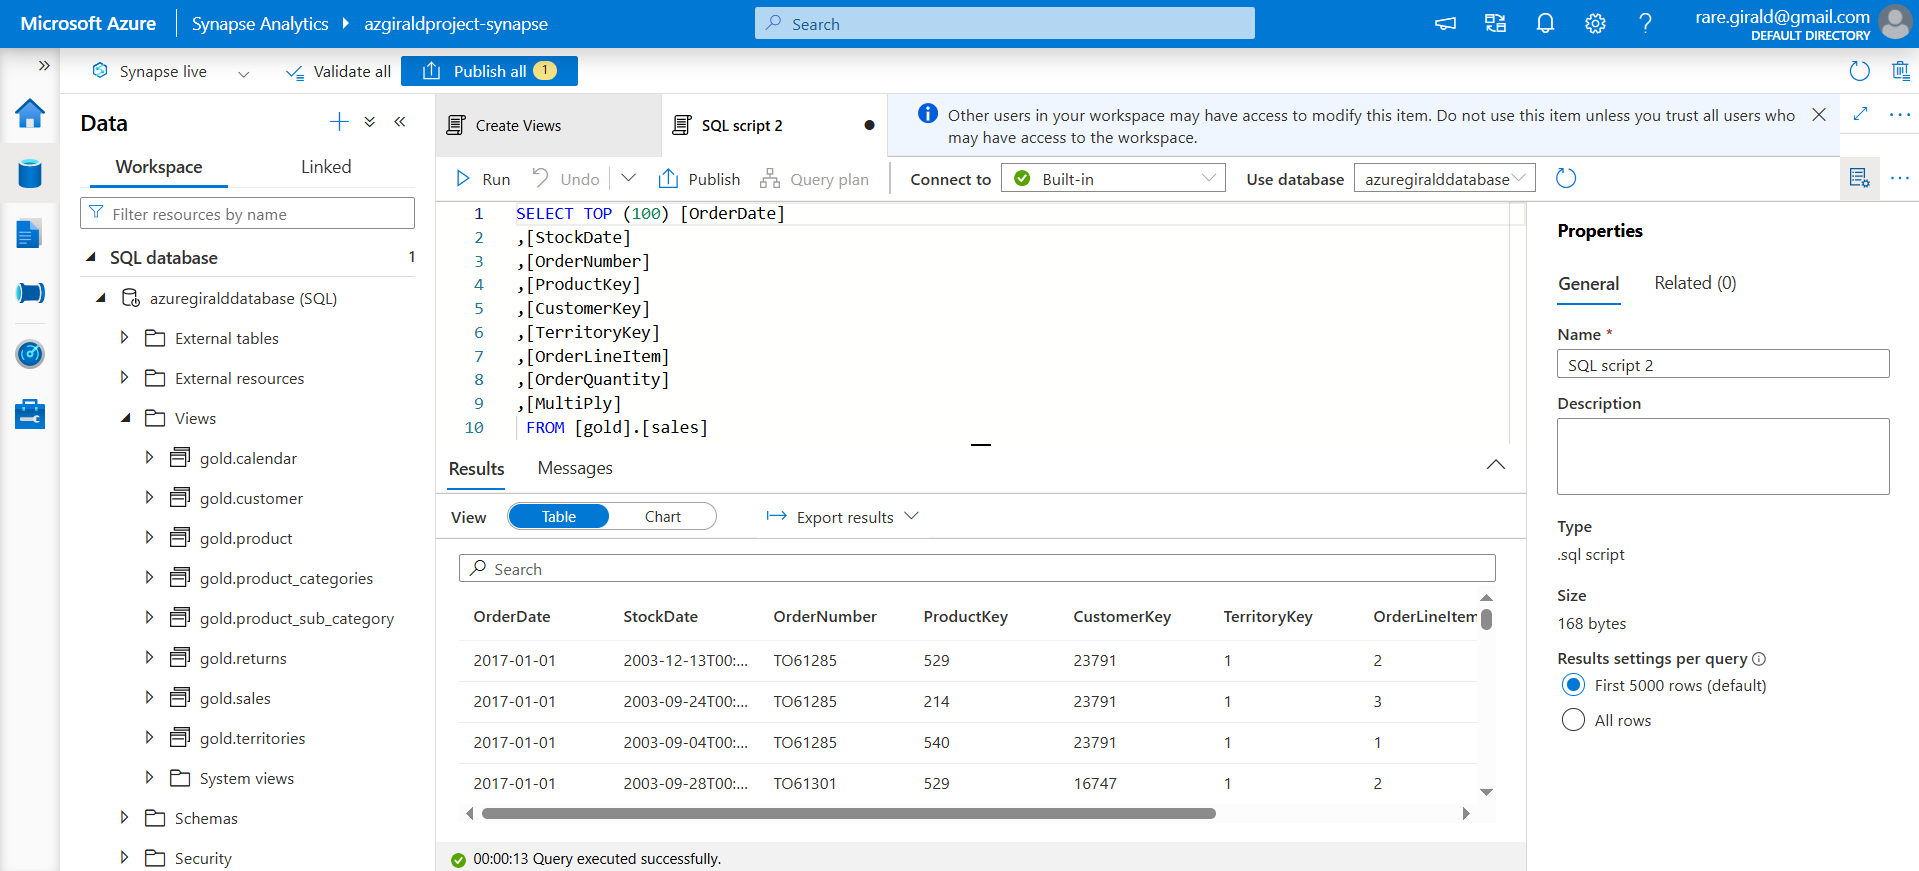 Microsoft Azure
Synapse Analytics
azgiraldproject-synapse
Search
rare.girald@gmail.com
DEFAULT DIRECTORY
Synapse live
Validate all
Publish all 1
Data
Workspace
Linked
Filter resources by name
SQL database 1
azuregiralddatabase (SQL)
External tables
External resources
Views
gold.calendar
gold.customer
gold.product
gold.product_categories
gold.product_sub_category
gold.returns
gold.sales
gold.territories
System views
Schemas
Security
Create Views
SQL script 2
Other users in your workspace may have access to modify this item. Do not use this item unless you trust all users who
may have access to the workspace.
Run
Undo
Publish
Query plan
Connect to
Built-in
Use database
azuregiralddatabase
1 SELECT TOP (100) [OrderDate]
2 ,[StockDate]
3 ,[OrderNumber]
4 ,[ProductKey]
5 ,[CustomerKey]
6 ,[TerritoryKey]
7 ,[OrderLineItem]
8 ,[OrderQuantity]
9 ,[MultiPly]
10 FROM [gold].[sales]
Results
Messages
View
Table
Chart
Export results
Search
OrderDate StockDate OrderNumber ProductKey CustomerKey TerritoryKey OrderLineItem
2017-01-01 2003-12-13T00:... TO61285 529 23791 1 2
2017-01-01 2003-09-24T00:... TO61285 214 23791 1 3
2017-01-01 2003-09-04T00:... TO61285 540 23791 1 1
2017-01-01 2003-09-28T00:... TO61301 529 16747 1 2
00:00:13 Query executed successfully.
Properties
General
Related (0)
Name *
SQL script 2
Description
Type
.sql script
Size
168 bytes
Results settings per query
First 5000 rows (default)
All rows